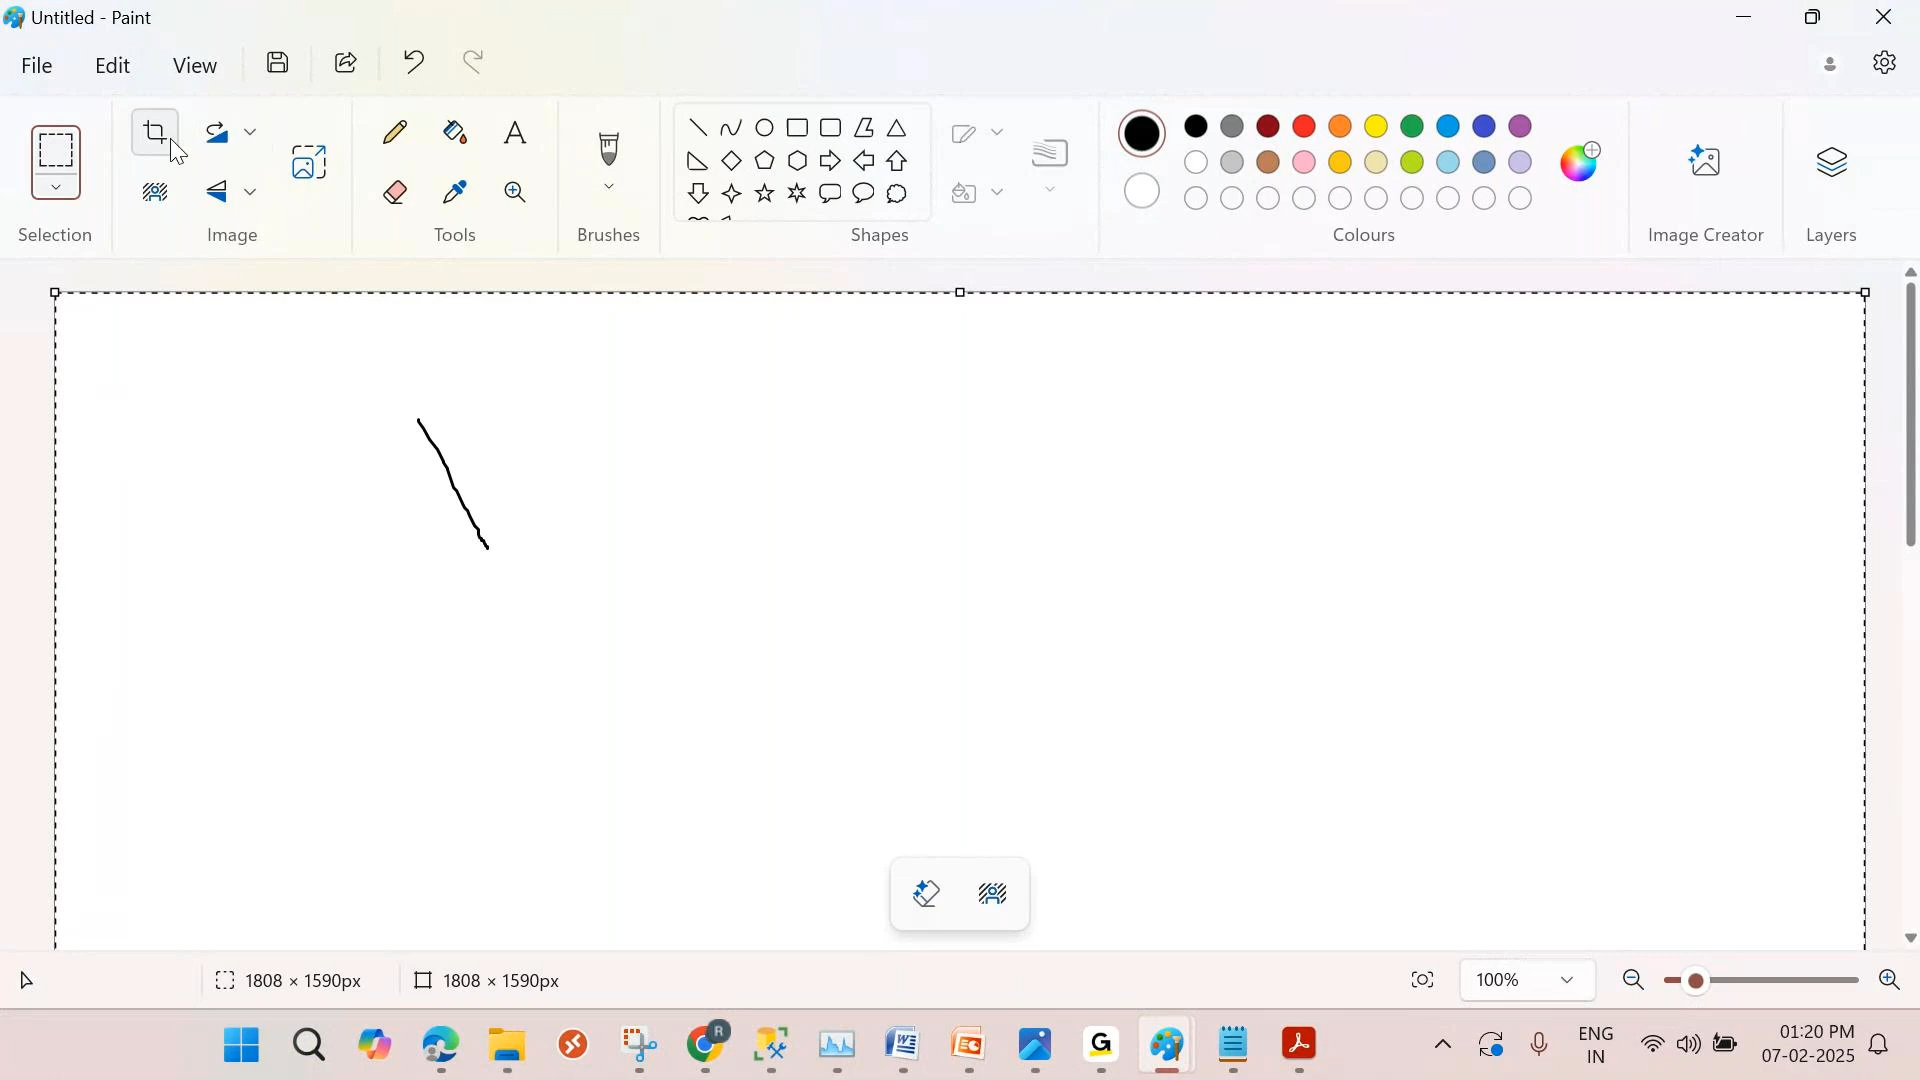 Untitled - Paint
File Edit View
Selection Image Tools Brushes Shapes Colours Image Creator Layers
1808 × 1590px 1808 × 1590px 100%
R
G
ENG
IN
01:20 PM
07-02-2025